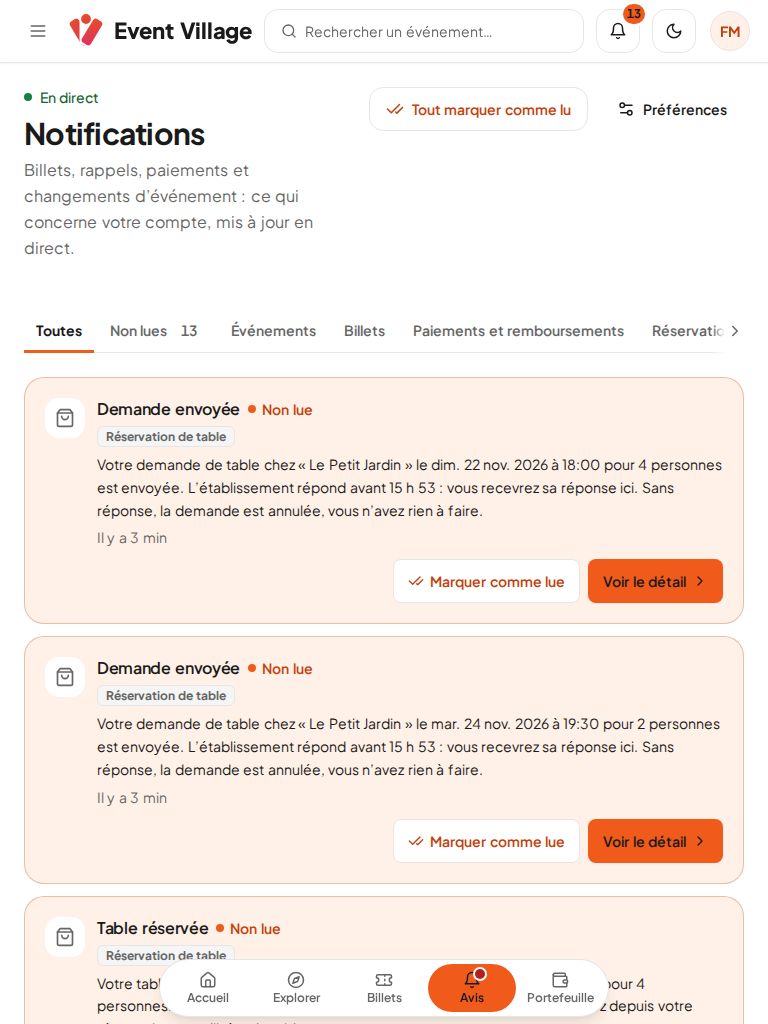 Event Village
Rechercher un événement…
13
FM
En direct
Notifications
Billets, rappels, paiements et
changements d’événement : ce qui
concerne votre compte, mis à jour en
direct.
Tout marquer comme lu
Préférences
Toutes
Non lues 13
Événements
Billets
Paiements et remboursements
Réservatio
Demande envoyée
Non lue
Réservation de table
Votre demande de table chez « Le Petit Jardin » le dim. 22 nov. 2026 à 18:00 pour 4 personnes
est envoyée. L’établissement répond avant 15 h 53 : vous recevrez sa réponse ici. Sans
réponse, la demande est annulée, vous n’avez rien à faire.
Il y a 3 min
Marquer comme lue
Voir le détail
Demande envoyée
Non lue
Réservation de table
Votre demande de table chez « Le Petit Jardin » le mar. 24 nov. 2026 à 19:30 pour 2 personnes
est envoyée. L’établissement répond avant 15 h 53 : vous recevrez sa réponse ici. Sans
réponse, la demande est annulée, vous n’avez rien à faire.
Il y a 3 min
Marquer comme lue
Voir le détail
Table réservée
Non lue
Réservation de table
Votre
pour 4
personnes
depuis votre
Accueil
Explorer
Billets
Avis
Portefeuille